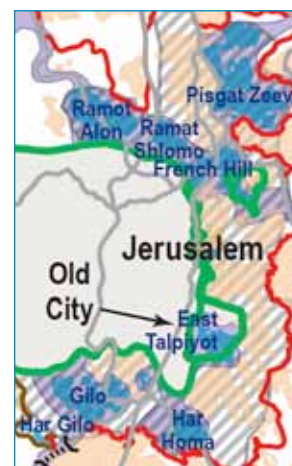 Pisgat Zeev
Ramot
Alon
Ramat
Shlomo
French Hill
Jerusalem
Old
City
East
Talpiyot
Gilo
Har Gilo
Har
Homa